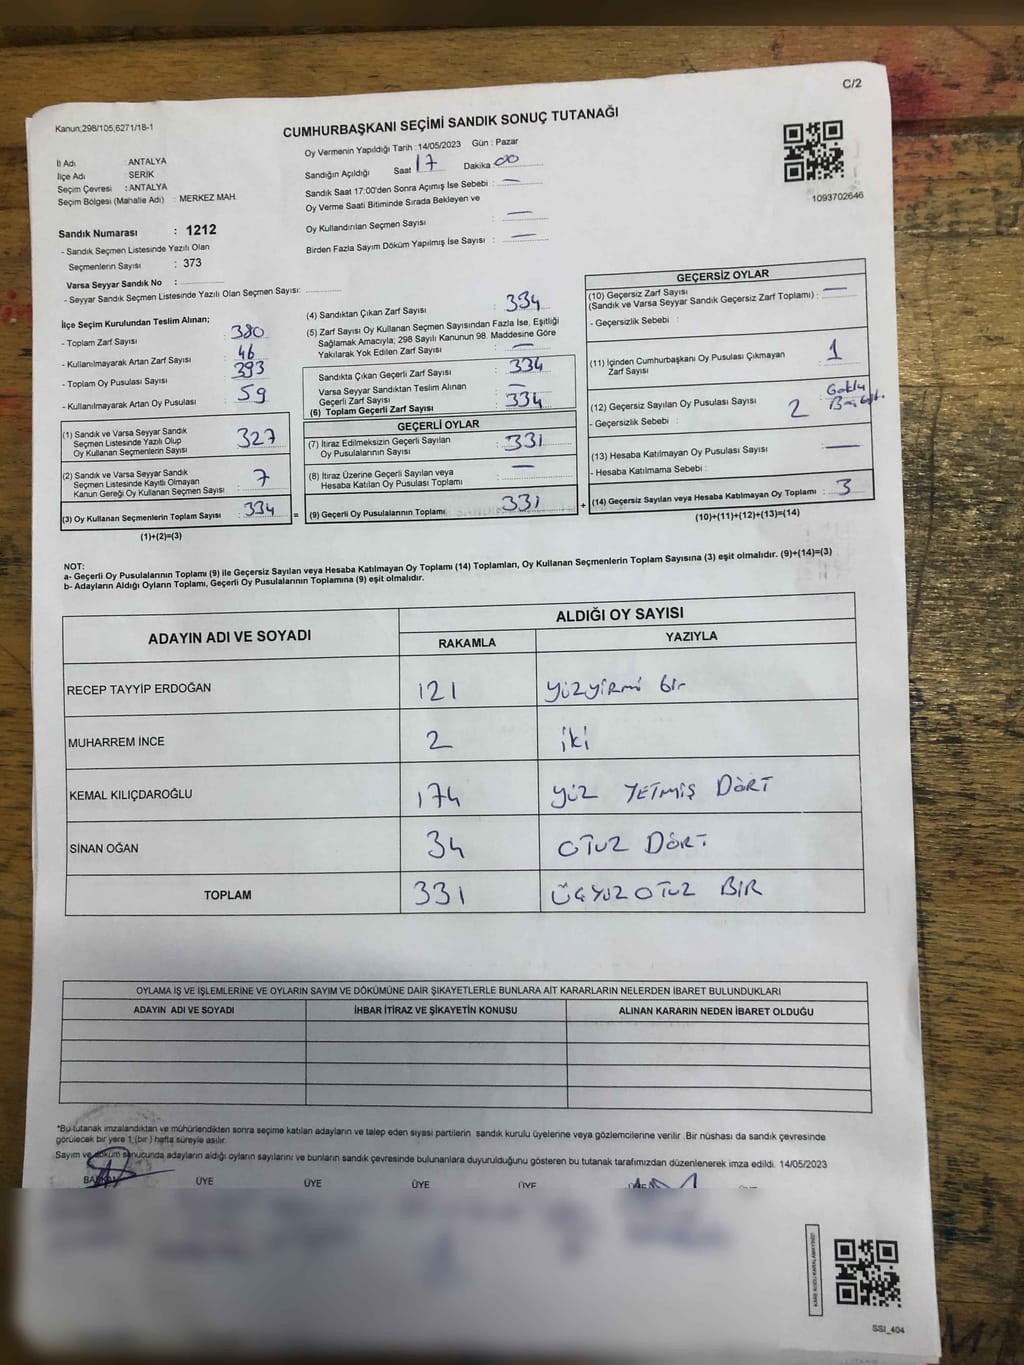 C/2
Kanun;298/105,6271/18-1
CUMHURBAŞKANI SEÇİMİ SANDIK SONUÇ TUTANAĞI
İl Adı : ANTALYA
İlçe Adı : SERIK
Seçim Çevresi : ANTALYA
Seçim Bölgesi (Mahalle Adı) : MERKEZ MAH.
Sandık Numarası : 1212
- Sandık Seçmen Listesinde Yazılı Olan
Seçmenlerin Sayısı : 373
Varsa Seyyar Sandık No :
- Seyyar Sandık Seçmen Listesinde Yazılı Olan Seçmen Sayısı:
Oy Vermenin Yapıldığı Tarih :14/05/2023 Gün : Pazar
Sandığın Açıldığı Saat 17 Dakika 00
Sandık Saat 17:00'den Sonra Açımış İse Sebebi : —
Oy Verme Saati Bitiminde Sırada Bekleyen ve
Oy Kullandırılan Seçmen Sayısı : —
Birden Fazla Sayım Döküm Yapılmış İse Sayısı : —
1093702646
İlçe Seçim Kurulundan Teslim Alınan;
- Toplam Zarf Sayısı : 380
- Kullanılmayarak Artan Zarf Sayısı : 46
- Toplam Oy Pusulası Sayısı : 393
- Kullanılmayarak Artan Oy Pusulası : 59
(1) Sandık ve Varsa Seyyar Sandık
Seçmen Listesinde Yazılı Olup
Oy Kullanan Seçmenlerin Sayısı : 327
(2) Sandık ve Varsa Seyyar Sandık
Seçmen Listesinde Kayıtlı Olmayan
Kanun Gereği Oy Kullanan Seçmen Sayısı : 7
(3) Oy Kullanan Seçmenlerin Toplam Sayısı : 334 =
(1)+(2)=(3)
(4) Sandıktan Çıkan Zarf Sayısı : 334
(5) Zarf Sayısı Oy Kullanan Seçmen Sayısından Fazla İse, Eşitliği
Sağlamak Amacıyla; 298 Sayılı Kanunun 98. Maddesine Göre
Yakılarak Yok Edilen Zarf Sayısı : —
Sandıkta Çıkan Geçerli Zarf Sayısı : 334
Varsa Seyyar Sandıktan Teslim Alınan
Geçerli Zarf Sayısı : —
(6) Toplam Geçerli Zarf Sayısı : 334
GEÇERLİ OYLAR
(7) İtiraz Edilmeksizin Geçerli Sayılan
Oy Pusulalarının Sayısı : 331
(8) İtiraz Üzerine Geçerli Sayılan veya
Hesaba Katılan Oy Pusulası Toplamı : —
(9) Geçerli Oy Pusulalarının Toplamı : 331 +
GEÇERSİZ OYLAR
(10) Geçersiz Zarf Sayısı
(Sandık ve Varsa Seyyar Sandık Geçersiz Zarf Toplamı) : —
- Geçersizlik Sebebi :
(11) İçinden Cumhurbaşkanı Oy Pusulası Çıkmayan
Zarf Sayısı : 1
(12) Geçersiz Sayılan Oy Pusulası Sayısı : 2
- Geçersizlik Sebebi :
(13) Hesaba Katılmayan Oy Pusulası Sayısı : —
- Hesaba Katılmama Sebebi :
(14) Geçersiz Sayılan veya Hesaba Katılmayan Oy Toplamı : 3
(10)+(11)+(12)+(13)=(14)
NOT:
a- Geçerli Oy Pusulalarının Toplamı (9) ile Geçersiz Sayılan veya Hesaba Katılmayan Oy Toplamı (14) Toplamları, Oy Kullanan Seçmenlerin Toplam Sayısına (3) eşit olmalıdır. (9)+(14)=(3)
b- Adayların Aldığı Oyların Toplamı, Geçerli Oy Pusulalarının Toplamına (9) eşit olmalıdır.
ADAYIN ADI VE SOYADI
ALDIĞI OY SAYISI
RAKAMLA YAZIYLA
RECEP TAYYİP ERDOĞAN 121 yüzyirmi bir
MUHARREM İNCE 2 iki
KEMAL KILIÇDAROĞLU 174 yüz YETMİŞ DÖRT
SİNAN OĞAN 34 OTUZ DÖRT
TOPLAM 331 ÜÇYÜZ OTUZ BİR
OYLAMA İŞ VE İŞLEMLERINE VE OYLARIN SAYIM VE DÖKÜMÜNE DAİR ŞİKAYETLERLE BUNLARA AİT KARARLARIN NELERDEN İBARET BULUNDUKLARI
ADAYIN ADI VE SOYADI İHBAR İTİRAZ VE ŞİKAYETİN KONUSU ALINAN KARARIN NEDEN İBARET OLDUĞU
*Bu tutanak imzalandıktan ve mühürlendikten sonra seçime katılan adayların ve talep eden siyasi partilerin sandık kurulu üyelerine veya gözlemcilerine verilir. Bir nüshası da sandık çevresinde
görülecek bir yere 1 (bir ) hafta süreyle asılır.
Sayım ve döküm sonucunda adayların aldığı oyların sayılarını ve bunların sandık çevresinde bulunanlara duyurulduğunu gösteren bu tutanak tarafımızdan düzenlenerek imza edildi. 14/05/2023
BAŞKAN ÜYE ÜYE ÜYE ÜYE ÜYE
SSI_404